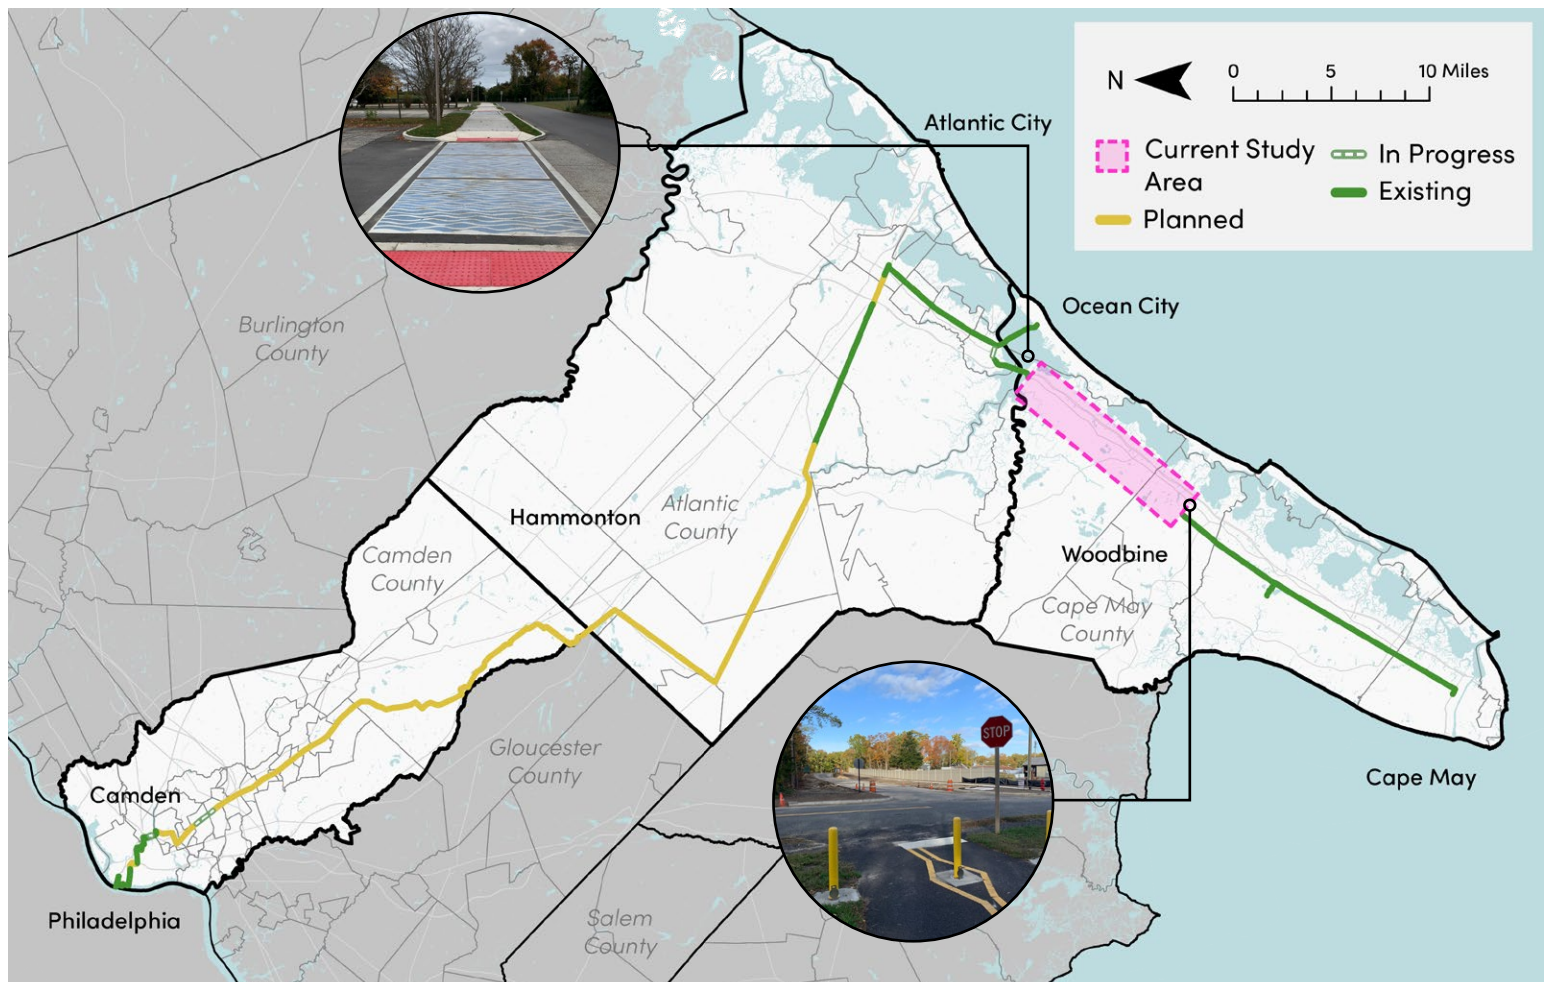 N
0
5
10 Miles
Current Study
Area
Planned
In Progress
Existing
Atlantic City
Ocean City
Burlington
County
Hammonton
Atlantic
County
Camden
County
Woodbine
Cape May
County
Gloucester
County
STOP
Camden
Cape May
Philadelphia
Salem
County